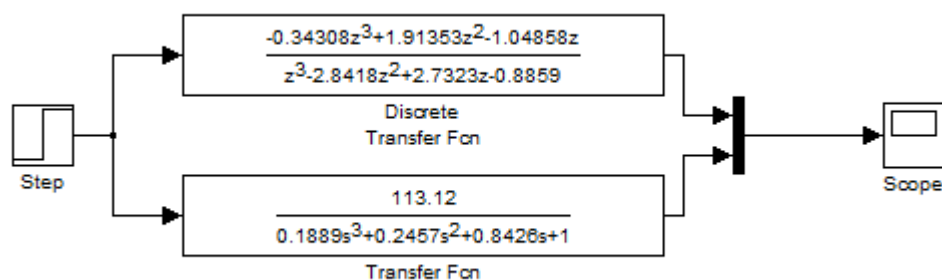 -0.34308z³+1.91353z²-1.04858z
z³-2.8418z²+2.7323z-0.8859
Discrete
Transfer Fcn
Step
Scope
113.12
0.1889s³+0.2457s²+0.8426s+1
Transfer Fcn